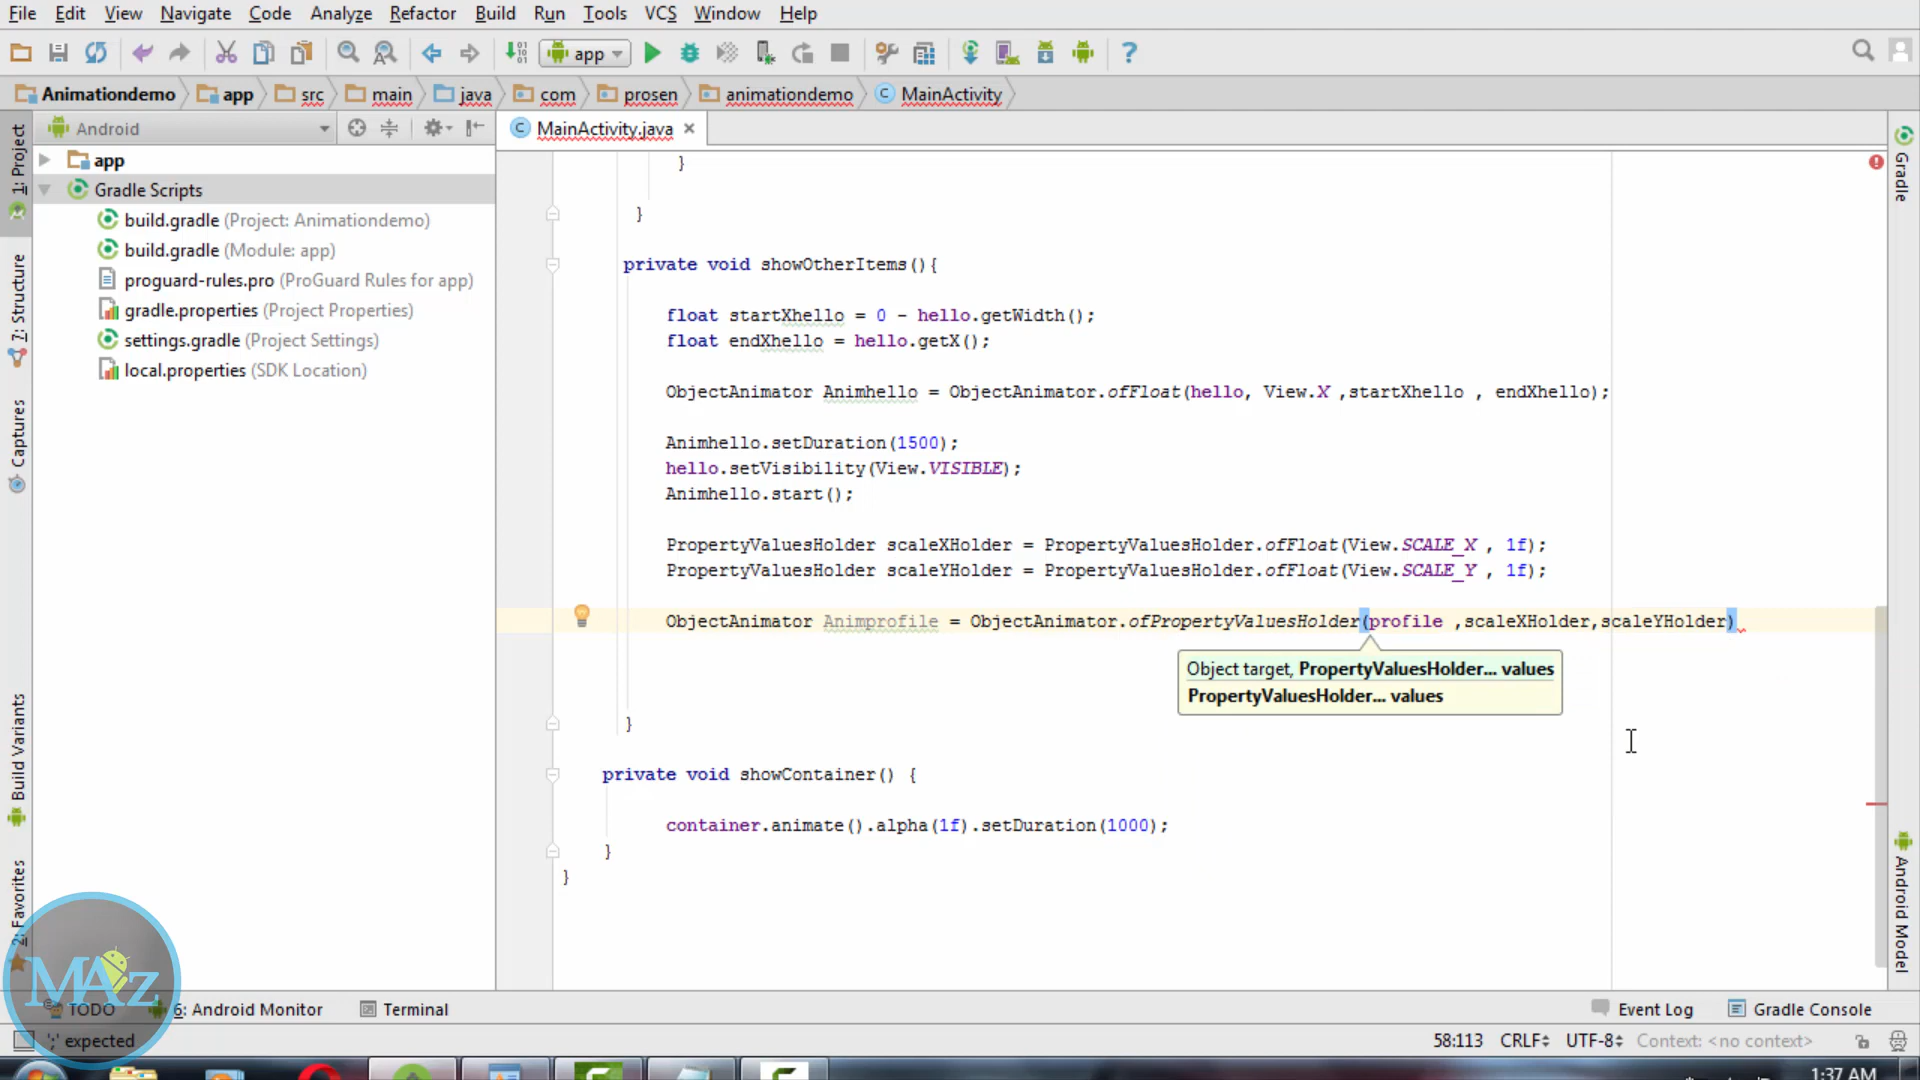 File Edit View Navigate Code Analyze Refactor Build Run Tools VCS Window Help
app
Animationdemo app src main java com prosen animationdemo MainActivity
Android
MainActivity.java
1: Project
7: Structure
Captures
Build Variants
2: Favorites
app
Gradle Scripts
build.gradle (Project: Animationdemo)
build.gradle (Module: app)
proguard-rules.pro (ProGuard Rules for app)
gradle.properties (Project Properties)
settings.gradle (Project Settings)
local.properties (SDK Location)
}
}
private void showOtherItems(){
float startXhello = 0 - hello.getWidth();
float endXhello = hello.getX();
ObjectAnimator Animhello = ObjectAnimator.ofFloat(hello, View.X ,startXhello , endXhello);
Animhello.setDuration(1500);
hello.setVisibility(View.VISIBLE);
Animhello.start();
PropertyValuesHolder scaleXHolder = PropertyValuesHolder.ofFloat(View.SCALE_X , 1f);
PropertyValuesHolder scaleYHolder = PropertyValuesHolder.ofFloat(View.SCALE_Y , 1f);
ObjectAnimator Animprofile = ObjectAnimator.ofPropertyValuesHolder(profile ,scaleXHolder,scaleYHolder)
Object target, PropertyValuesHolder... values
PropertyValuesHolder... values
}
private void showContainer() {
container.animate().alpha(1f).setDuration(1000);
}
}
Gradle
Android Model
MAz
TODO 6: Android Monitor Terminal Event Log Gradle Console
';' expected 58:113 CRLF UTF-8 Context: <no context>
1:37 AM